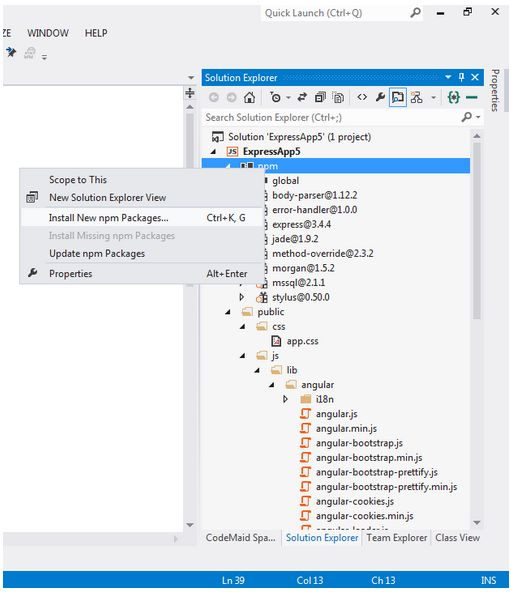 Quick Launch (Ctrl+Q)
ZE WINDOW HELP
Properties
Solution Explorer
Search Solution Explorer (Ctrl+;)
Solution 'ExpressApp5' (1 project)
JS ExpressApp5
npm
global
body-parser@1.12.2
error-handler@1.0.0
express@3.4.4
jade@1.9.2
method-override@2.3.2
morgan@1.5.2
mssql@2.1.1
stylus@0.50.0
public
css
app.css
js
lib
angular
i18n
angular.js
angular.min.js
angular-bootstrap.js
angular-bootstrap.min.js
angular-bootstrap-prettify.js
angular-bootstrap-prettify.min.js
angular-cookies.js
angular-cookies.min.js
angular-loader.js
Scope to This
New Solution Explorer View
Install New npm Packages... Ctrl+K, G
Install Missing npm Packages
Update npm Packages
Properties Alt+Enter
CodeMaid Spa... Solution Explorer Team Explorer Class View
Ln 39 Col 13 Ch 13 INS